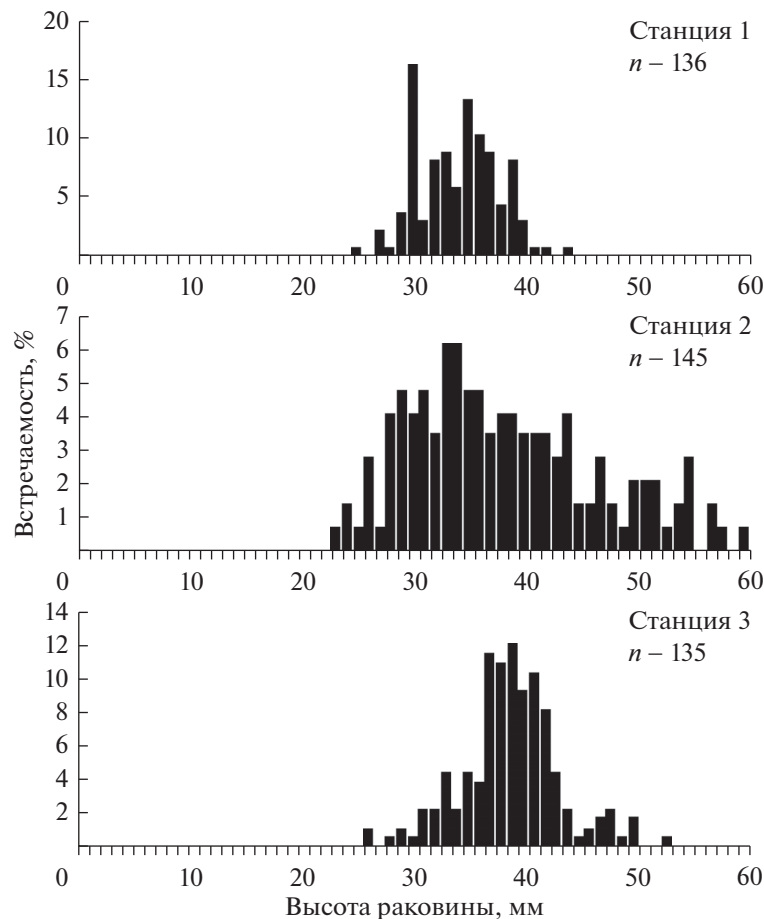 20
15
10
5
Станция 1
n – 136
0 10 20 30 40 50 60
7
6
5
4
3
2
1
Станция 2
n – 145
Встречаемость, %
0 10 20 30 40 50 60
14
12
10
8
6
4
2
Станция 3
n – 135
0 10 20 30 40 50 60
Высота раковины, мм